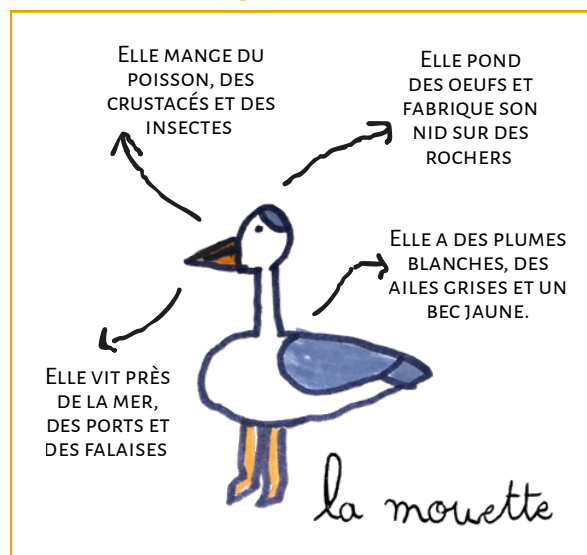 Elle mange du
poisson, des
crustacés et des
insectes
Elle pond
des oeufs et
fabrique son
nid sur des
rochers
Elle a des plumes
blanches, des
ailes grises et un
bec jaune.
Elle vit près
de la mer,
des ports et
des falaises
la mouette